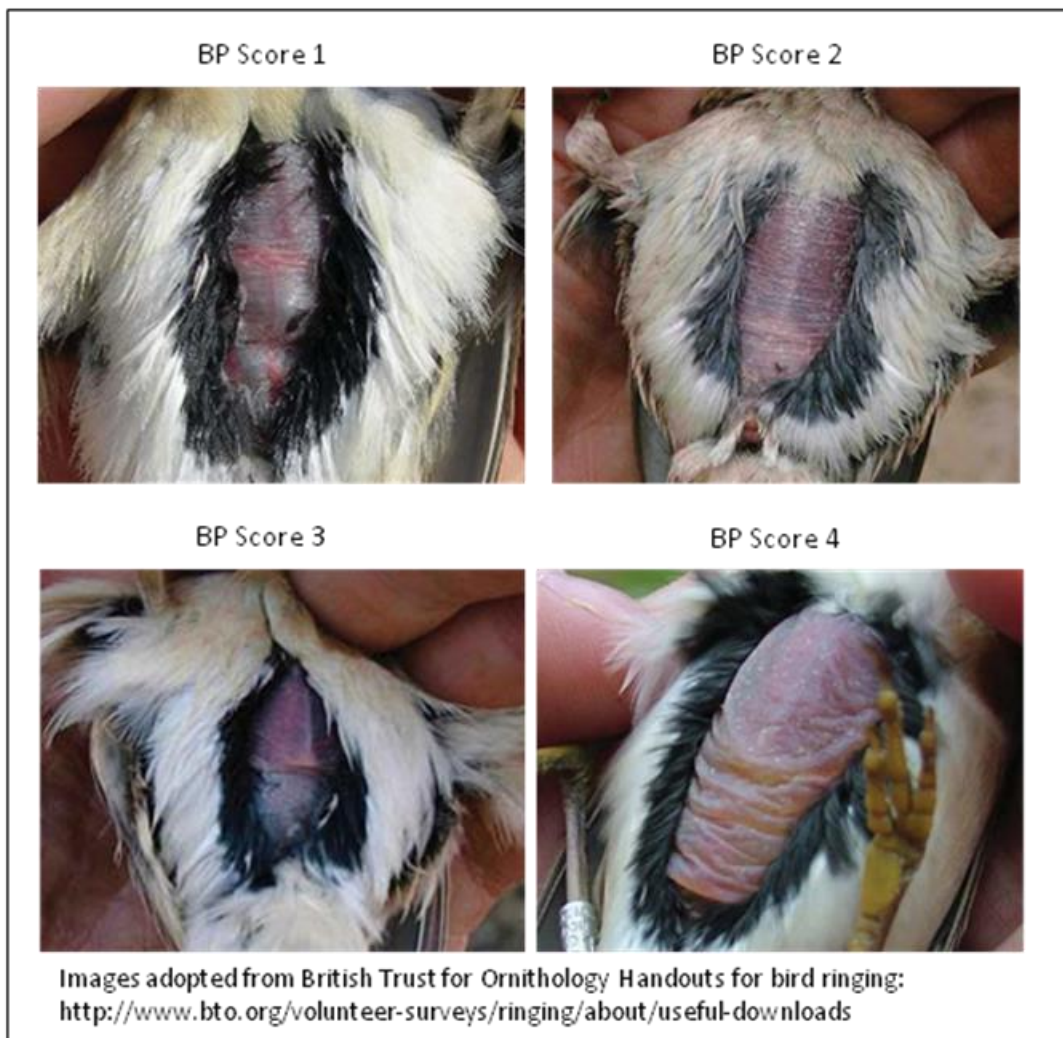 BP Score 1
BP Score 2
BP Score 3
BP Score 4
Images adopted from British Trust for Ornithology Handouts for bird ringing:
http://www.bto.org/volunteer-surveys/ringing/about/useful-downloads